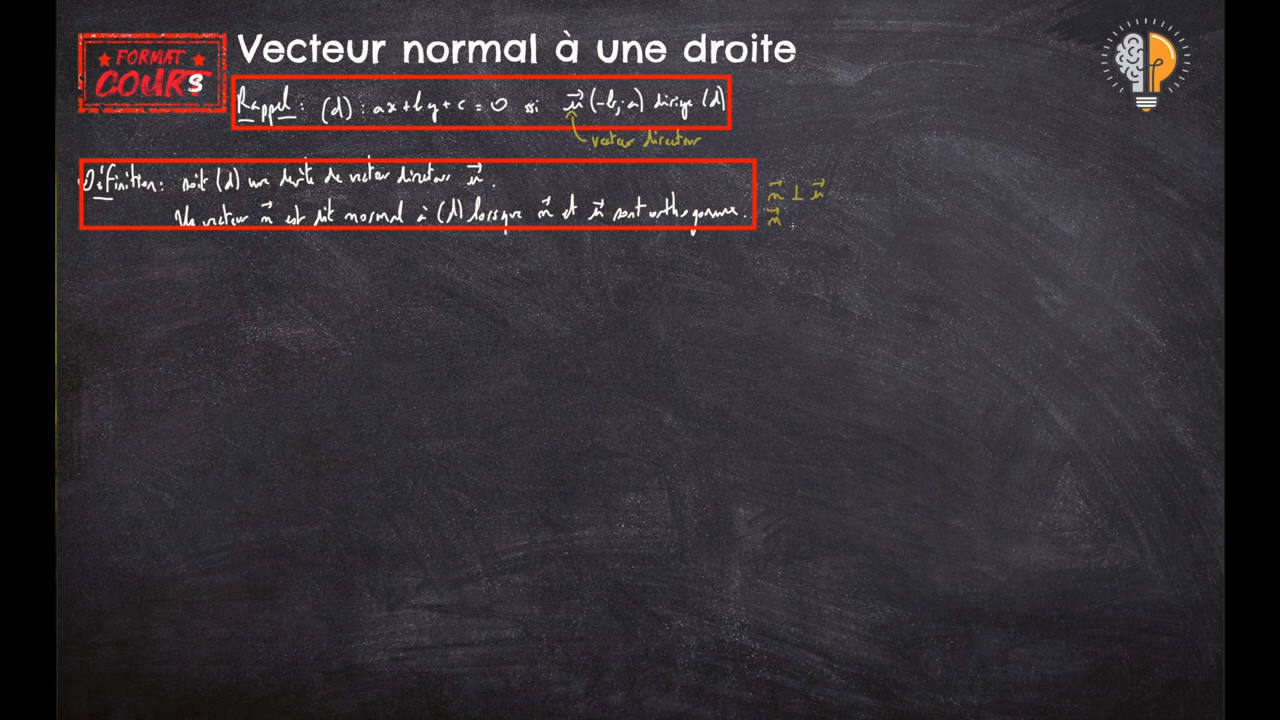 Vecteur normal à une droite
FORMAT
COURS
Rappel : (d) : ax+by+c = 0 ssi u⃗ (-b; a) dirige (d)
vecteur directeur
Définition : soit (d) une droite de vecteur directeur u⃗.
Un vecteur n⃗ est dit normal à (d) lorsque n⃗ et u⃗ sont orthogonaux.
n⃗ ⊥ u⃗
n⃗